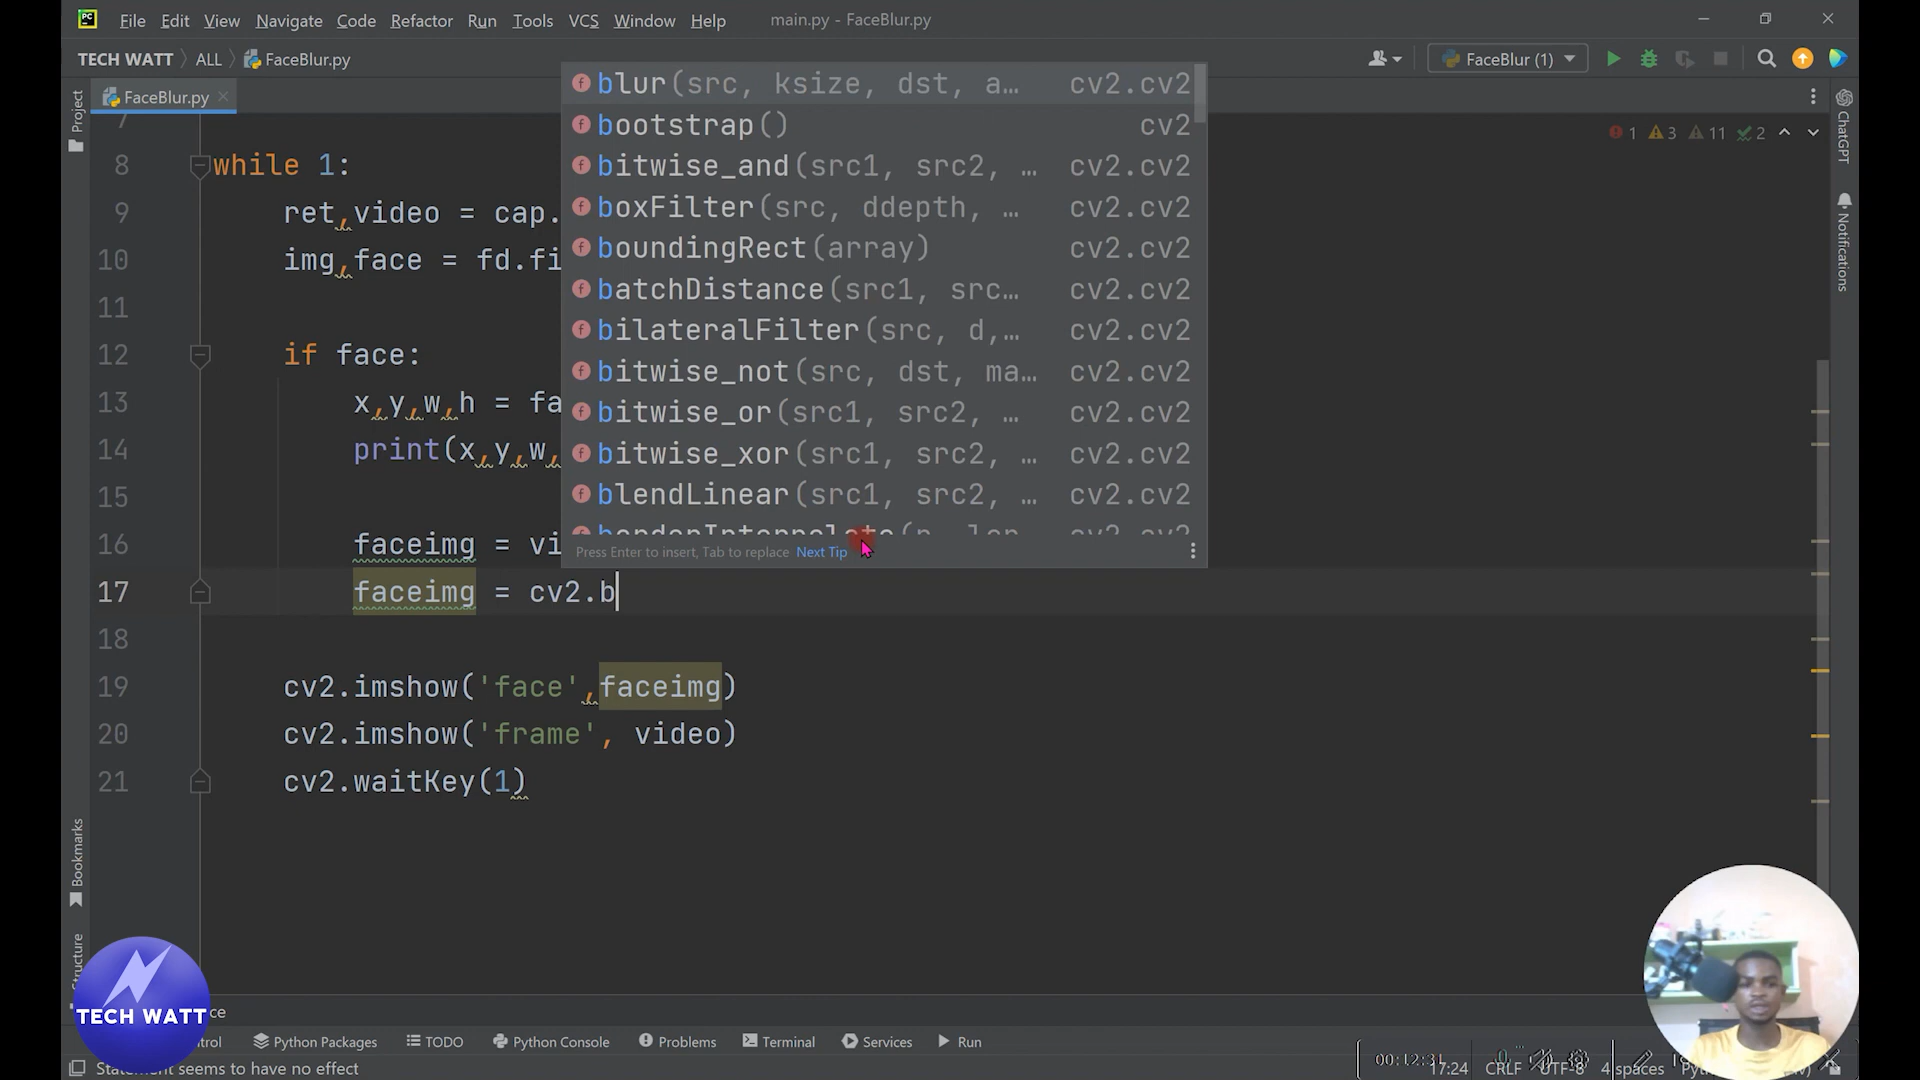 File Edit View Navigate Code Refactor Run Tools VCS Window Help main.py - FaceBlur.py
TECH WATT ALL FaceBlur.py FaceBlur (1)
FaceBlur.py
Project
ChatGPT
Notifications
1 3 11 2
7
8 while 1:
9 ret,video = cap.
10 img,face = fd.fi
11
12 if face:
13 x,y,w,h = fa
14 print(x,y,w,
15
16 faceimg = vi
17 faceimg = cv2.b
18
19 cv2.imshow('face',faceimg)
20 cv2.imshow('frame', video)
21 cv2.waitKey(1)
blur(src, ksize, dst, a… cv2.cv2
bootstrap() cv2
bitwise_and(src1, src2, … cv2.cv2
boxFilter(src, ddepth, … cv2.cv2
boundingRect(array) cv2.cv2
batchDistance(src1, src… cv2.cv2
bilateralFilter(src, d,… cv2.cv2
bitwise_not(src, dst, ma… cv2.cv2
bitwise_or(src1, src2, … cv2.cv2
bitwise_xor(src1, src2, … cv2.cv2
blendLinear(src1, src2, … cv2.cv2
Press Enter to insert, Tab to replace Next Tip
Bookmarks
Structure
TECH WATT
Python Packages TODO Python Console Problems Terminal Services Run
seems to have no effect
00:12:31
17:24 CRLF UTF-8 4 spaces